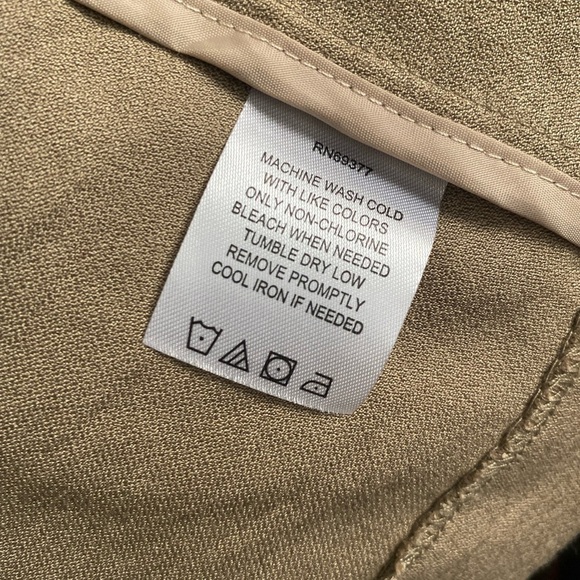 RN69377
MACHINE WASH COLD
WITH LIKE COLORS
ONLY NON-CHLORINE
BLEACH WHEN NEEDED
TUMBLE DRY LOW
REMOVE PROMPTLY
COOL IRON IF NEEDED